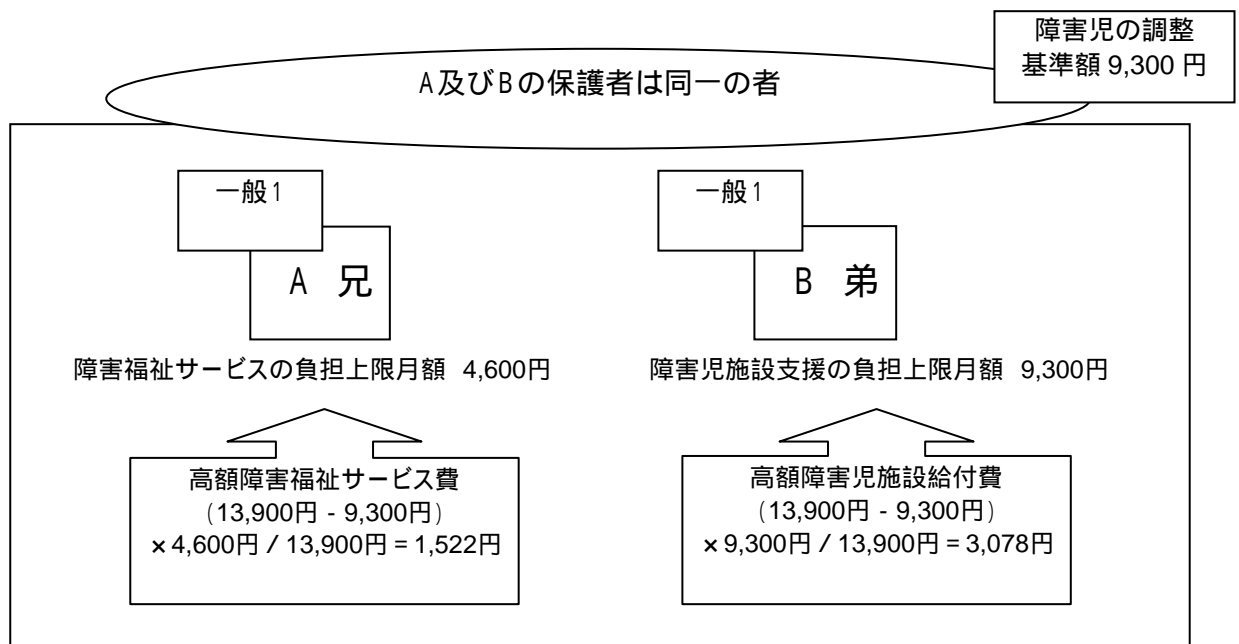 障害児の調整
基準額 9,300 円
A及びBの保護者は同一の者
一般1
A 兄
一般1
B 弟
障害福祉サービスの負担上限月額 4,600円
障害児施設支援の負担上限月額 9,300円
高額障害福祉サービス費
(13,900円 - 9,300円)
×4,600円 / 13,900円 = 1,522円
高額障害児施設給付費
(13,900円 - 9,300円)
×9,300円 / 13,900円 = 3,078円